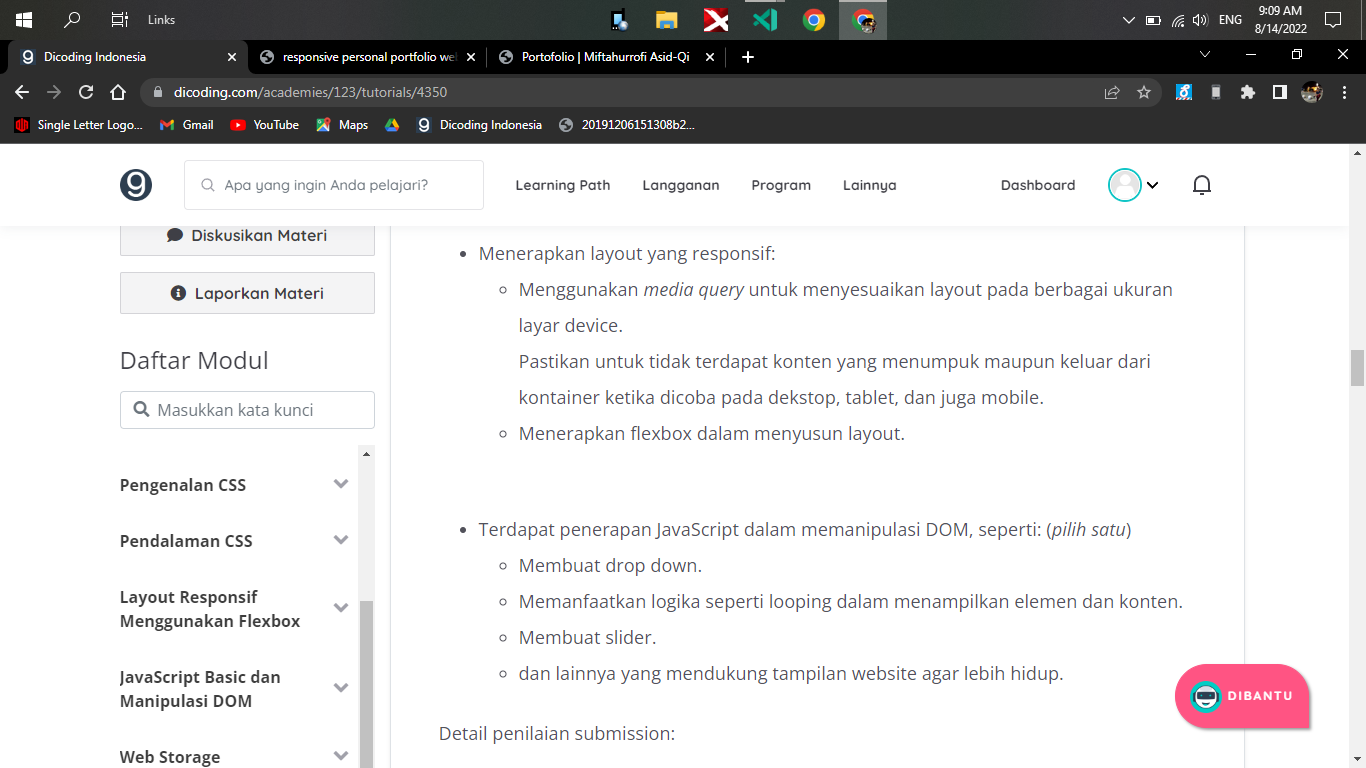 Links
ENG
9:09 AM
8/14/2022
Dicoding Indonesia
responsive personal portfolio we
Portofolio | Miftahurrofi Asid-Qi
dicoding.com/academies/123/tutorials/4350
Single Letter Logo...
Gmail
YouTube
Maps
Dicoding Indonesia
20191206151308b2...
Apa yang ingin Anda pelajari?
Learning Path
Langganan
Program
Lainnya
Dashboard
Diskusikan Materi
Laporkan Materi
Daftar Modul
Masukkan kata kunci
Pengenalan CSS
Pendalaman CSS
Layout Responsif
Menggunakan Flexbox
JavaScript Basic dan
Manipulasi DOM
Web Storage
• Menerapkan layout yang responsif:
○ Menggunakan media query untuk menyesuaikan layout pada berbagai ukuran
layar device.
Pastikan untuk tidak terdapat konten yang menumpuk maupun keluar dari
kontainer ketika dicoba pada dekstop, tablet, dan juga mobile.
○ Menerapkan flexbox dalam menyusun layout.
• Terdapat penerapan JavaScript dalam memanipulasi DOM, seperti: (pilih satu)
○ Membuat drop down.
○ Memanfaatkan logika seperti looping dalam menampilkan elemen dan konten.
○ Membuat slider.
○ dan lainnya yang mendukung tampilan website agar lebih hidup.
Detail penilaian submission:
DIBANTU